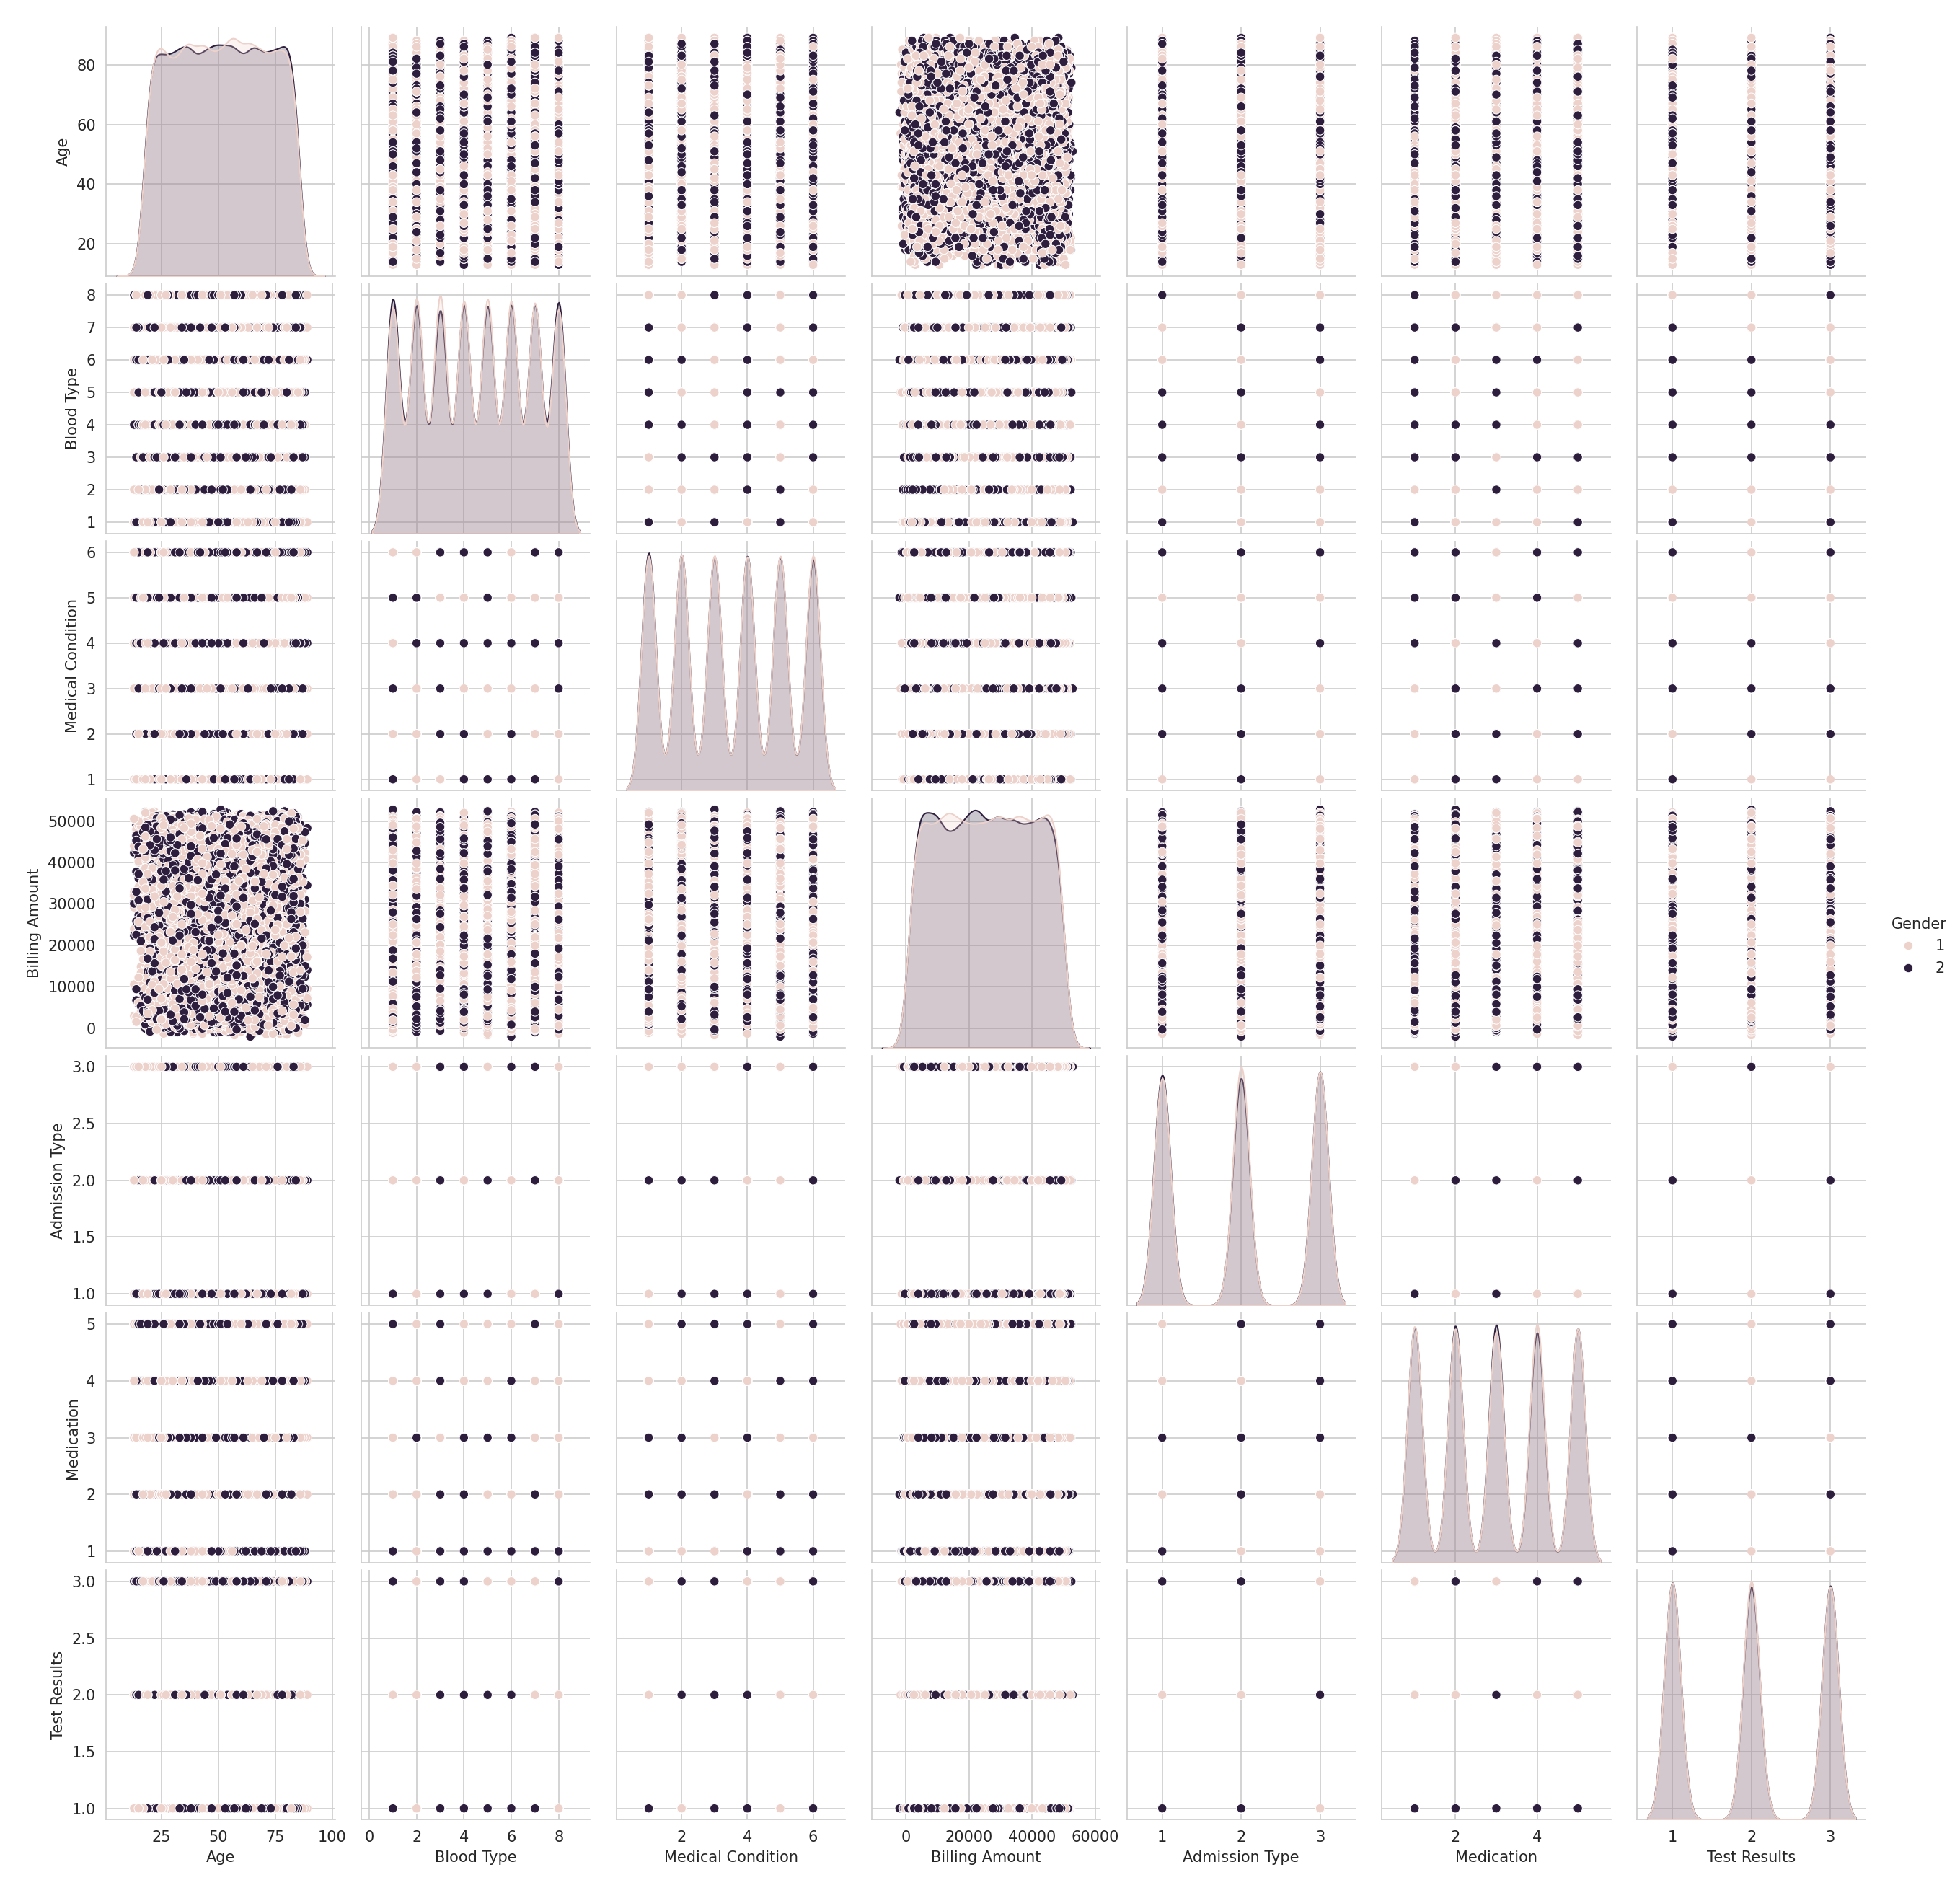 80
60
40
20
Age
8
7
6
5
4
3
2
1
Blood Type
6
5
4
3
2
1
Medical Condition
50000
40000
30000
20000
10000
0
Billing Amount
Gender
1
2
3.0
2.5
2.0
1.5
1.0
Admission Type
5
4
3
2
1
Medication
3.0
2.5
2.0
1.5
1.0
Test Results
25 50 75 100
0 2 4 6 8
2 4 6
0 20000 40000 60000
1 2 3
2 4
1 2 3
Age
Blood Type
Medical Condition
Billing Amount
Admission Type
Medication
Test Results